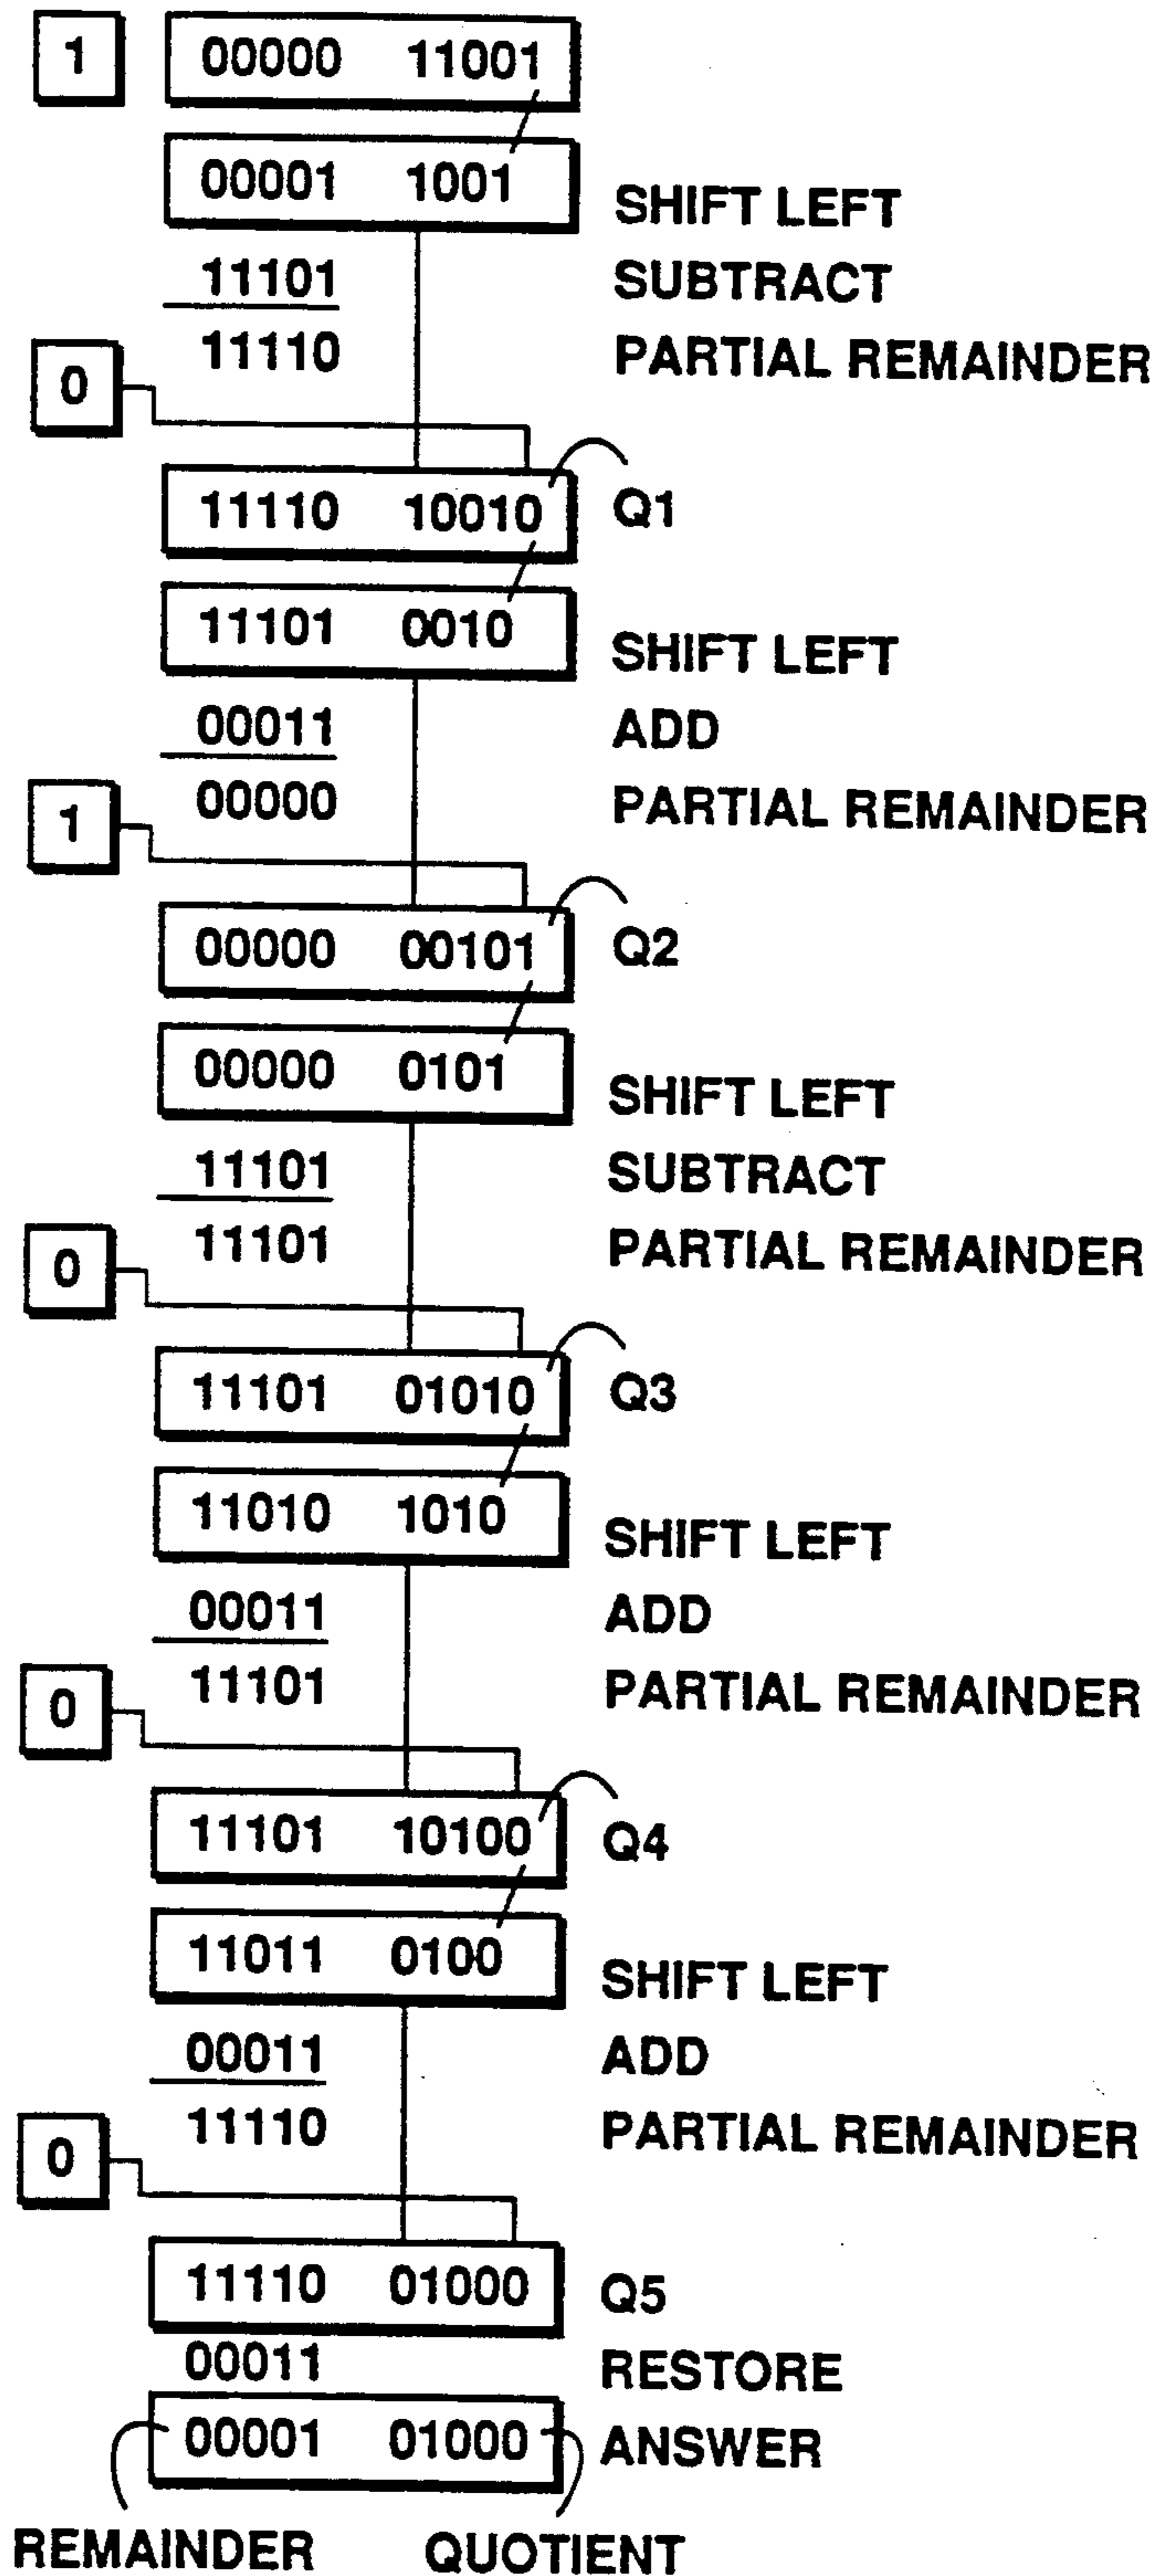 1 00000 11001
00001 1001
SHIFT LEFT
11101 SUBTRACT
11110 PARTIAL REMAINDER
0
11110 10010 Q1
11101 0010
SHIFT LEFT
00011 ADD
00000 PARTIAL REMAINDER
1
00000 00101 Q2
00000 0101
SHIFT LEFT
11101 SUBTRACT
11101 PARTIAL REMAINDER
0
11101 01010 Q3
11010 1010
SHIFT LEFT
00011 ADD
11101 PARTIAL REMAINDER
0
11101 10100 Q4
11011 0100
SHIFT LEFT
00011 ADD
11110 PARTIAL REMAINDER
0
11110 01000 Q5
00011 RESTORE
00001 01000 ANSWER
REMAINDER QUOTIENT